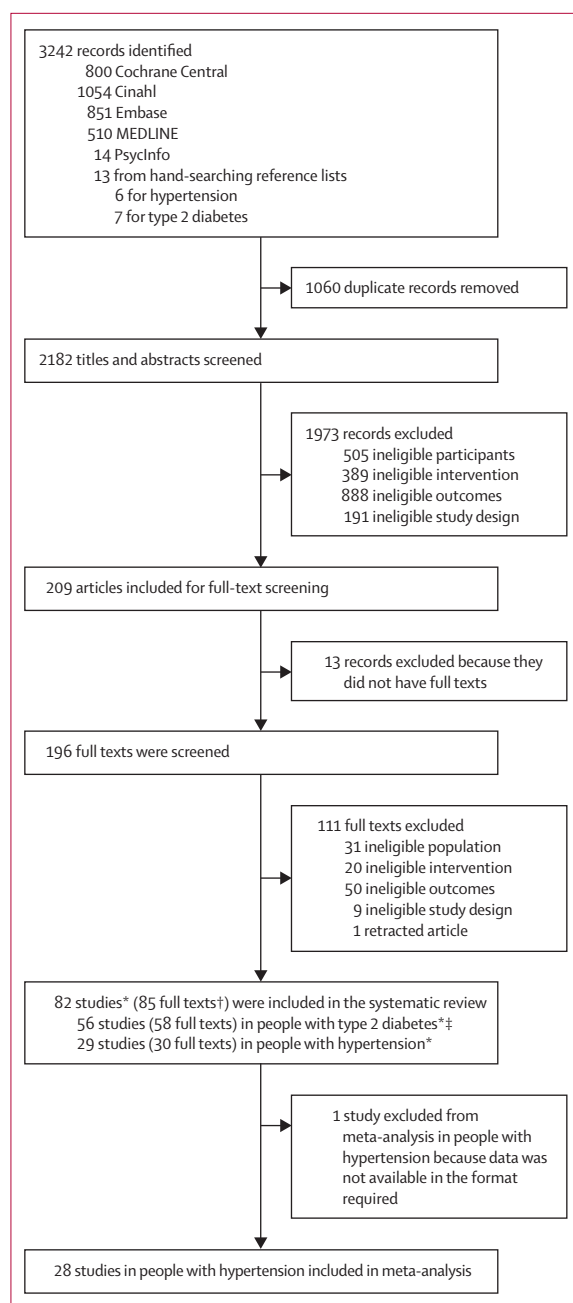 3242 records identified
800 Cochrane Central
1054 Cinahl
851 Embase
510 MEDLINE
14 PsycInfo
13 from hand-searching reference lists
6 for hypertension
7 for type 2 diabetes
1060 duplicate records removed
2182 titles and abstracts screened
1973 records excluded
505 ineligible participants
389 ineligible intervention
888 ineligible outcomes
191 ineligible study design
209 articles included for full-text screening
13 records excluded because they
did not have full texts
196 full texts were screened
111 full texts excluded
31 ineligible population
20 ineligible intervention
50 ineligible outcomes
9 ineligible study design
1 retracted article
82 studies* (85 full texts†) were included in the systematic review
56 studies (58 full texts) in people with type 2 diabetes*‡
29 studies (30 full texts) in people with hypertension*
1 study excluded from
meta-analysis in people with
hypertension because data was
not available in the format
required
28 studies in people with hypertension included in meta-analysis